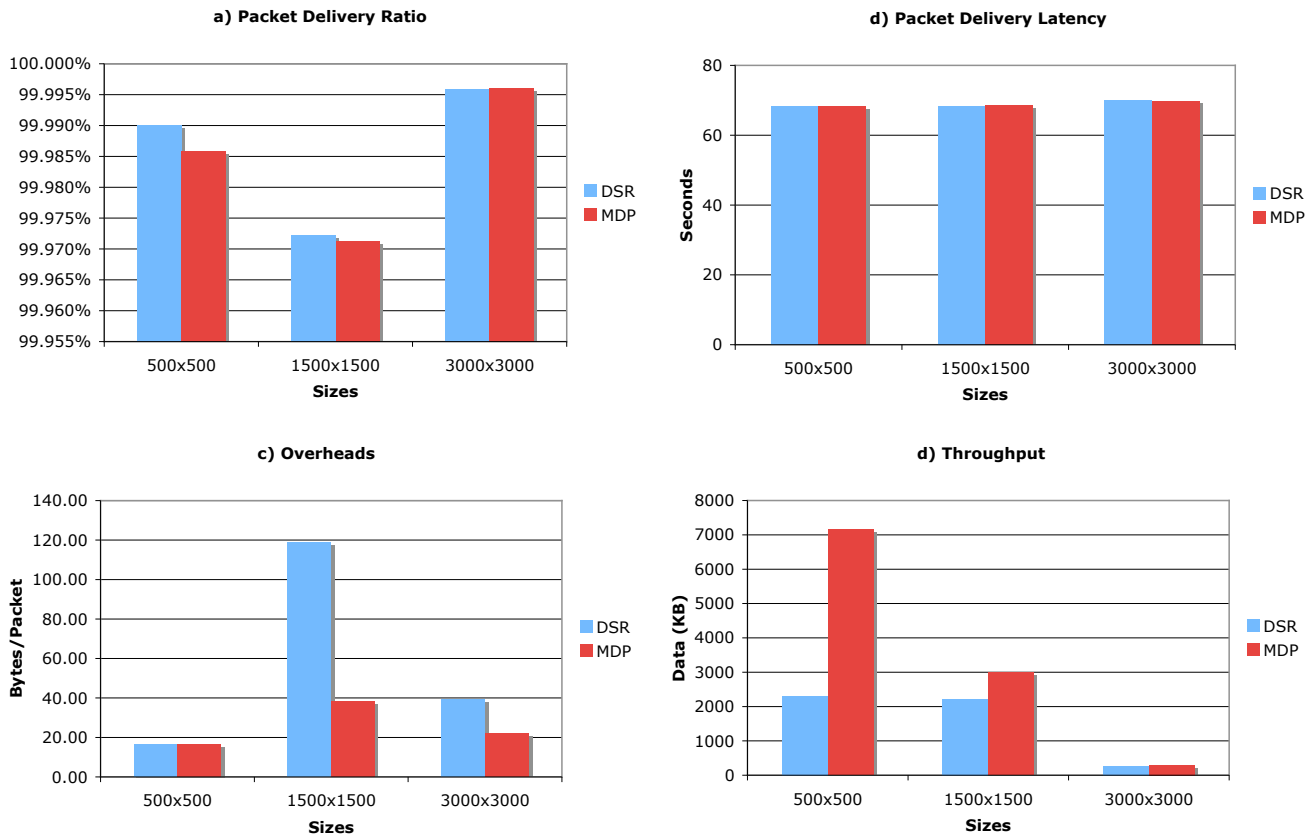 a) Packet Delivery Ratio
100.000%
99.995%
99.990%
99.985%
99.980%
99.975%
99.970%
99.965%
99.960%
99.955%
500x500 1500x1500 3000x3000
Sizes
DSR
MDP
d) Packet Delivery Latency
80
60
40
20
0
Seconds
500x500 1500x1500 3000x3000
Sizes
DSR
MDP
c) Overheads
140.00
120.00
100.00
80.00
60.00
40.00
20.00
0.00
Bytes/Packet
500x500 1500x1500 3000x3000
Sizes
DSR
MDP
d) Throughput
8000
7000
6000
5000
4000
3000
2000
1000
0
Data (KB)
500x500 1500x1500 3000x3000
Sizes
DSR
MDP